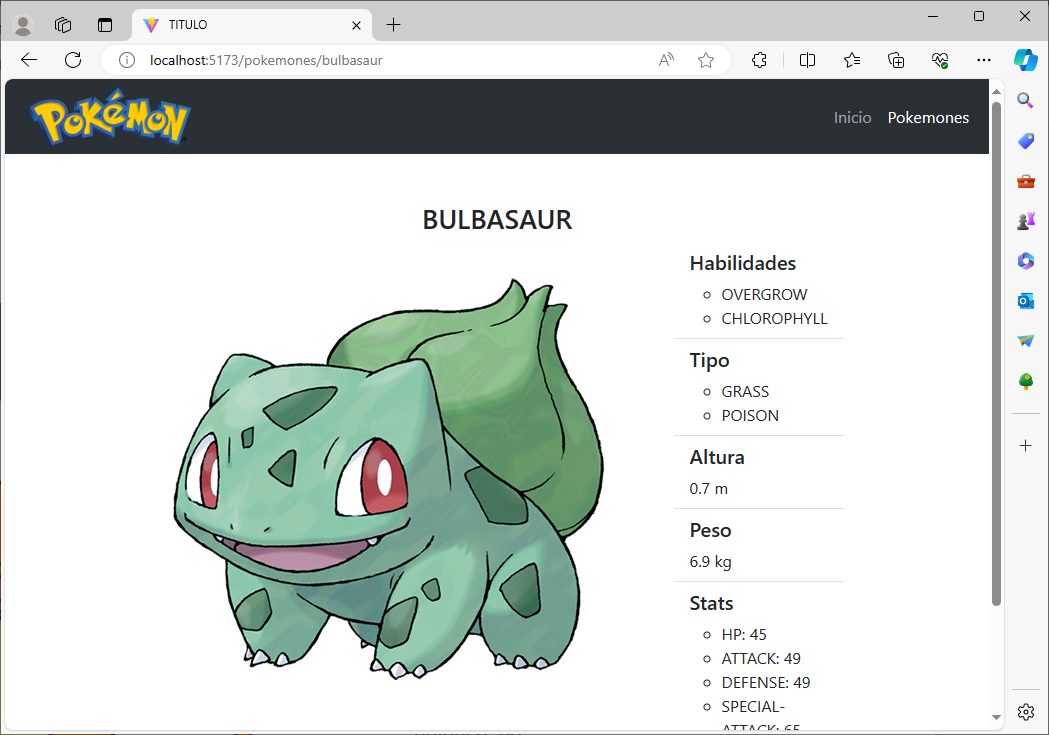 TITULO
localhost:5173/pokemones/bulbasaur
POKéMON
Inicio Pokemones
BULBASAUR
Habilidades
OVERGROW
CHLOROPHYLL
Tipo
GRASS
POISON
Altura
0.7 m
Peso
6.9 kg
Stats
HP: 45
ATTACK: 49
DEFENSE: 49
SPECIAL-
ATTACK: 65